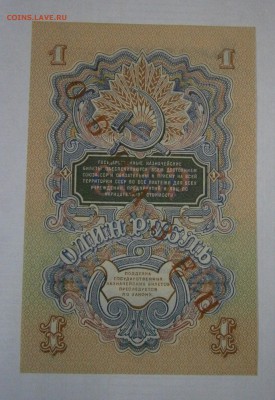 COINS.LAVE.RU
1 1
ОБРАЗЕЦ
ГОСУДАРСТВЕННЫЕ КАЗНАЧЕЙСКИЕ
БИЛЕТЫ ОБЕСПЕЧИВАЮТСЯ ВСЕМ ДОСТОЯНИЕМ
СОЮЗА ССР И ОБЯЗАТЕЛЬНЫ К ПРИЕМУ НА ВСЕЙ
ТЕРРИТОРИИ СССР ВО ВСЕ ПЛАТЕЖИ ДЛЯ ВСЕХ
УЧРЕЖДЕНИЙ, ПРЕДПРИЯТИЙ И ЛИЦ ПО
НАРИЦАТЕЛЬНОЙ СТОИМОСТИ
ОДИН РУБЛЬ
ПОДДЕЛКА
ГОСУДАРСТВЕННЫХ
КАЗНАЧЕЙСКИХ БИЛЕТОВ
ПРЕСЛЕДУЕТСЯ
ПО ЗАКОНУ
1 1